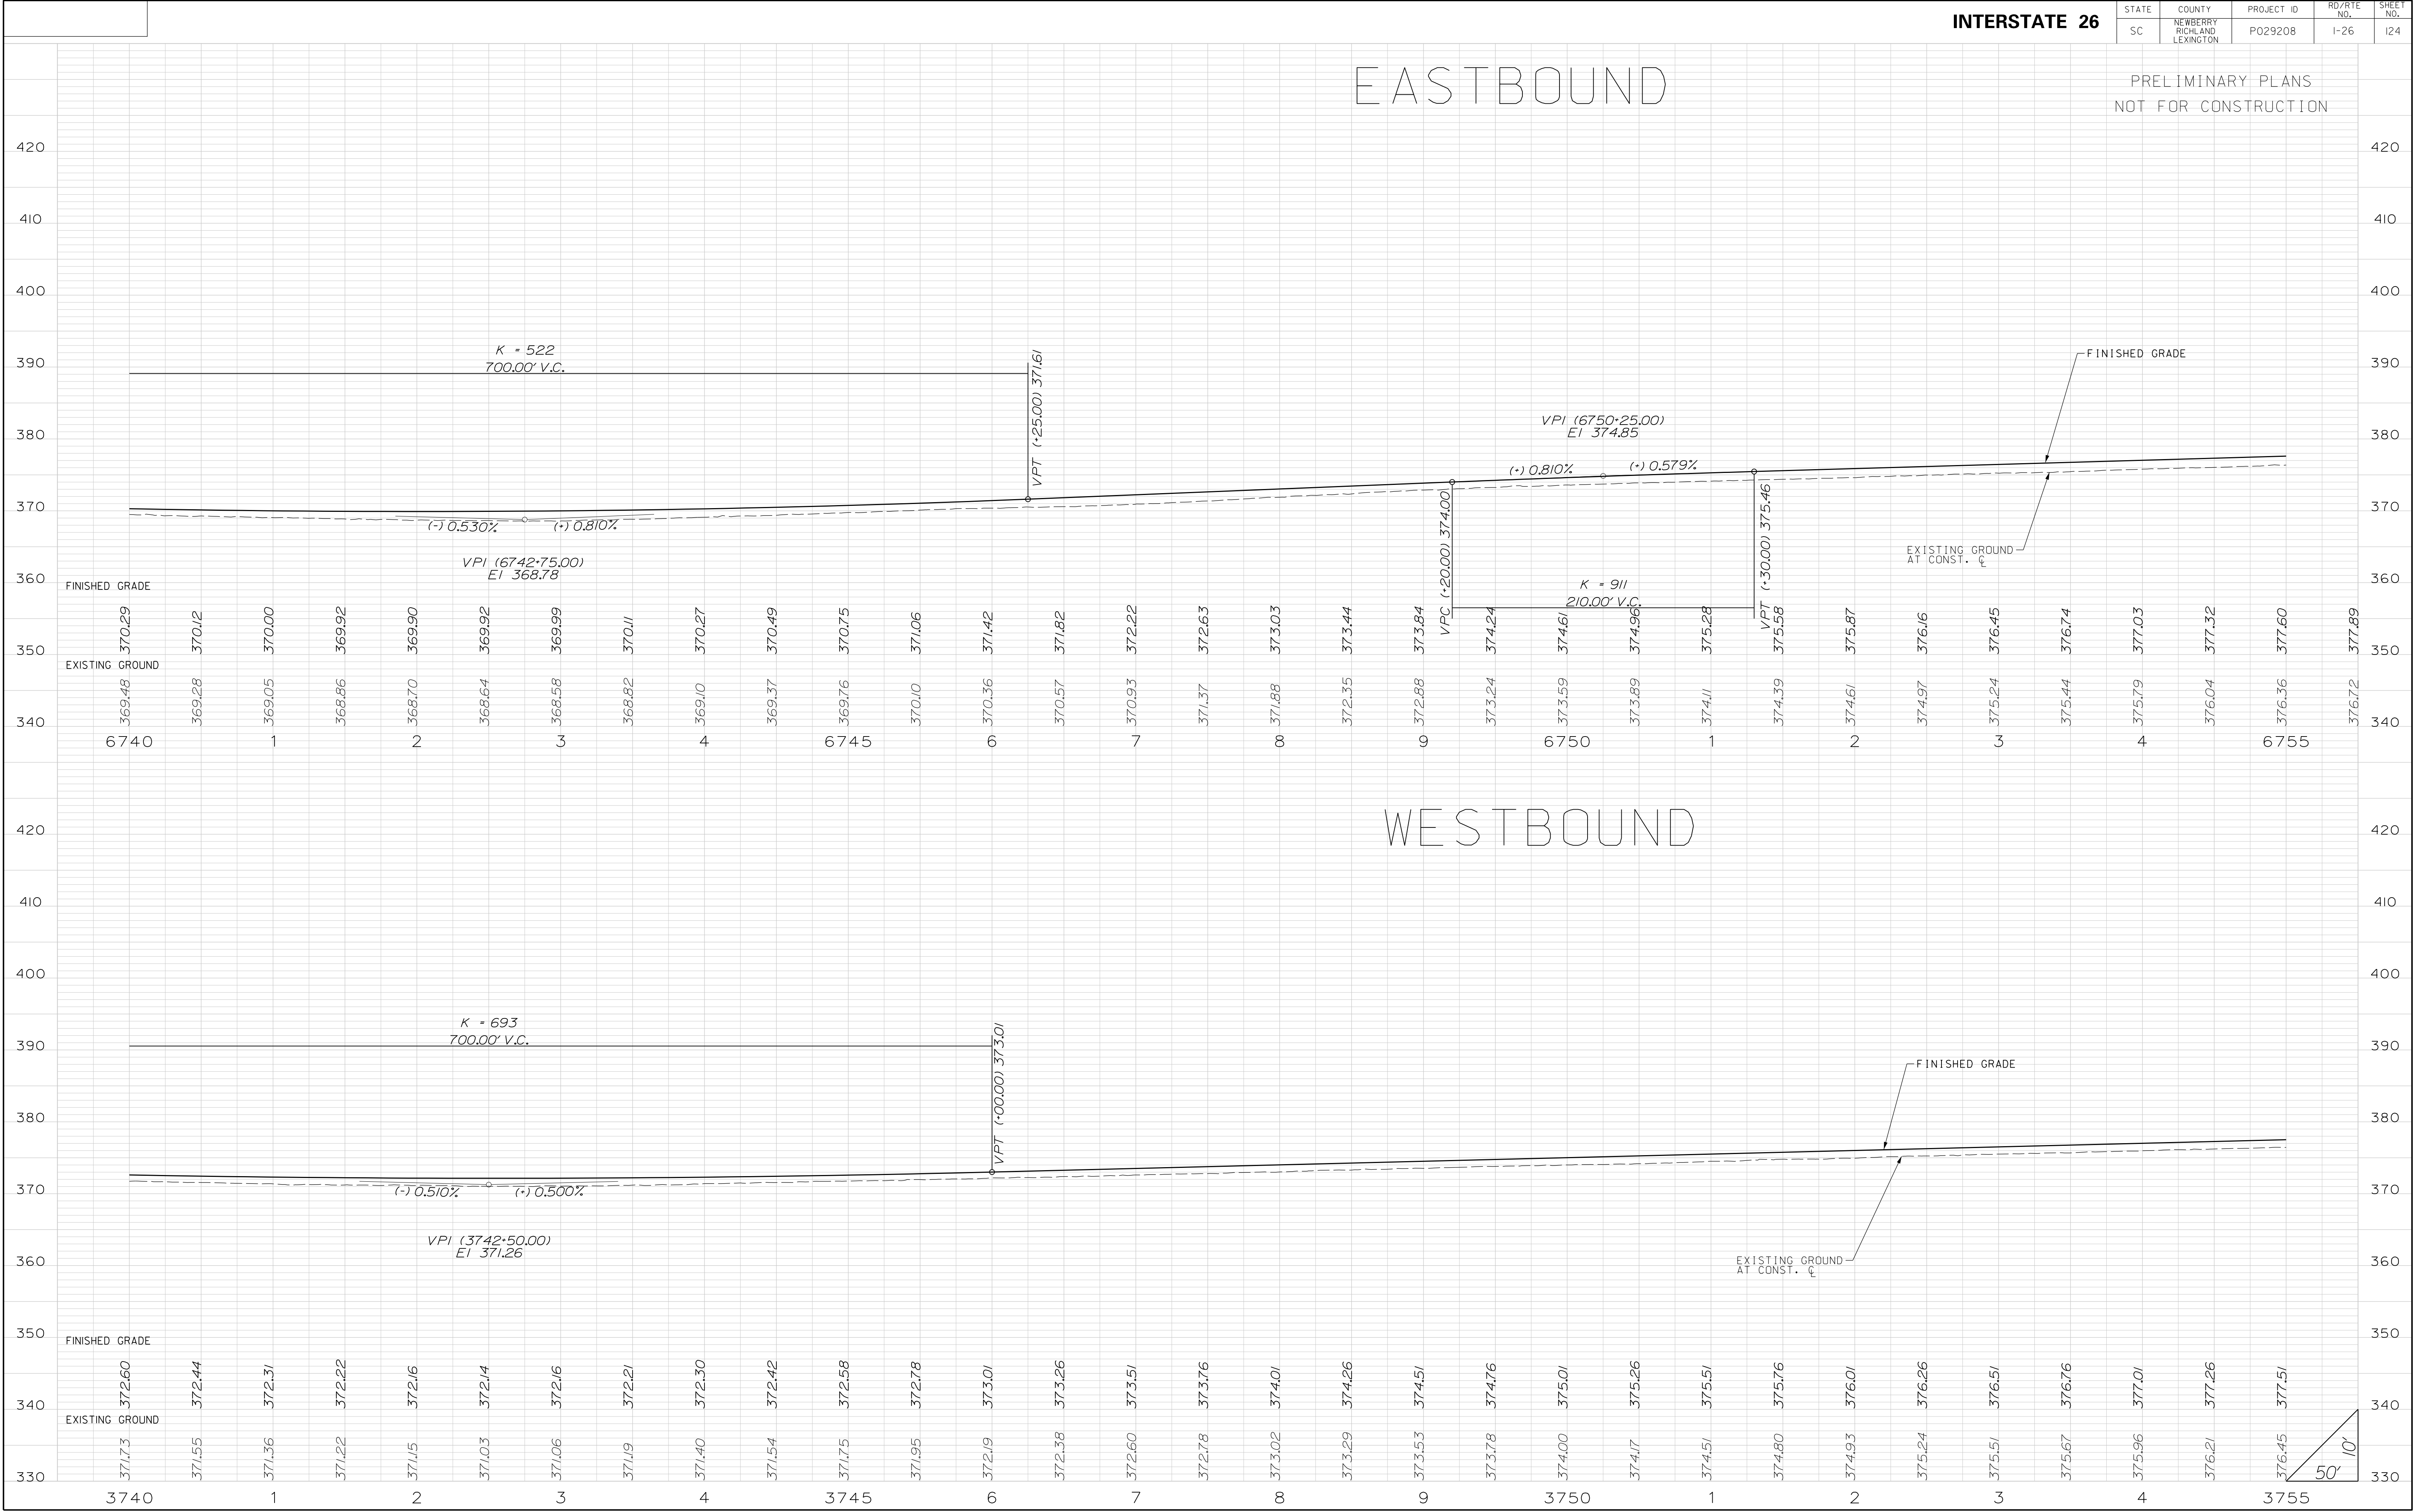 INTERSTATE 26
STATE COUNTY PROJECT ID RD/RTE NO. SHEET NO.
SC NEWBERRY RICHLAND LEXINGTON P029208 I-26 124
EASTBOUND
PRELIMINARY PLANS
NOT FOR CONSTRUCTION
420 420
410 410
400 400
K = 522
700.00' V.C.
VPT (+25.00) 371.61
390 390
FINISHED GRADE
VPI (6750+25.00)
El 374.85
380 380
(+) 0.810% (+) 0.579%
370 370
(-) 0.530% (+) 0.810%
VPI (6742+75.00)
El 368.78
VPC (+20.00) 374.00
VPT (+30.00) 375.46
K = 911
210.00' V.C.
EXISTING GROUND
AT CONST. ℄
360 360
FINISHED GRADE
370.29 370.12 370.00 369.92 369.90 369.92 369.99 370.11 370.27 370.49 370.75 371.06 371.42 371.82 372.22 372.63 373.03 373.44 373.84 374.24 374.61 374.96 375.28 375.58 375.87 376.16 376.45 376.74 377.03 377.32 377.60 377.89
350 350
EXISTING GROUND
369.48 369.28 369.05 368.86 368.70 368.64 368.58 368.82 369.10 369.37 369.76 370.10 370.36 370.57 370.93 371.37 371.88 372.35 372.88 373.24 373.59 373.89 374.11 374.39 374.61 374.97 375.24 375.44 375.79 376.04 376.36 376.72
340 340
6740 1 2 3 4 6745 6 7 8 9 6750 1 2 3 4 6755
WESTBOUND
420 420
410 410
400 400
K = 693
700.00' V.C.
VPT (+00.00) 373.01
390 390
FINISHED GRADE
380 380
370 370
(-) 0.510% (+) 0.500%
VPI (3742+50.00)
El 371.26
EXISTING GROUND
AT CONST. ℄
360 360
350 350
FINISHED GRADE
372.60 372.44 372.31 372.22 372.16 372.14 372.16 372.21 372.30 372.42 372.58 372.78 373.01 373.26 373.51 373.76 374.01 374.26 374.51 374.76 375.01 375.26 375.51 375.76 376.01 376.26 376.51 376.76 377.01 377.26 377.51
340 340
EXISTING GROUND
371.73 371.55 371.36 371.22 371.15 371.03 371.06 371.19 371.40 371.54 371.75 371.95 372.19 372.38 372.60 372.78 373.02 373.29 373.53 373.78 374.00 374.17 374.51 374.80 374.93 375.24 375.51 375.67 375.96 376.21 376.45
10'
50'
330 330
3740 1 2 3 4 3745 6 7 8 9 3750 1 2 3 4 3755